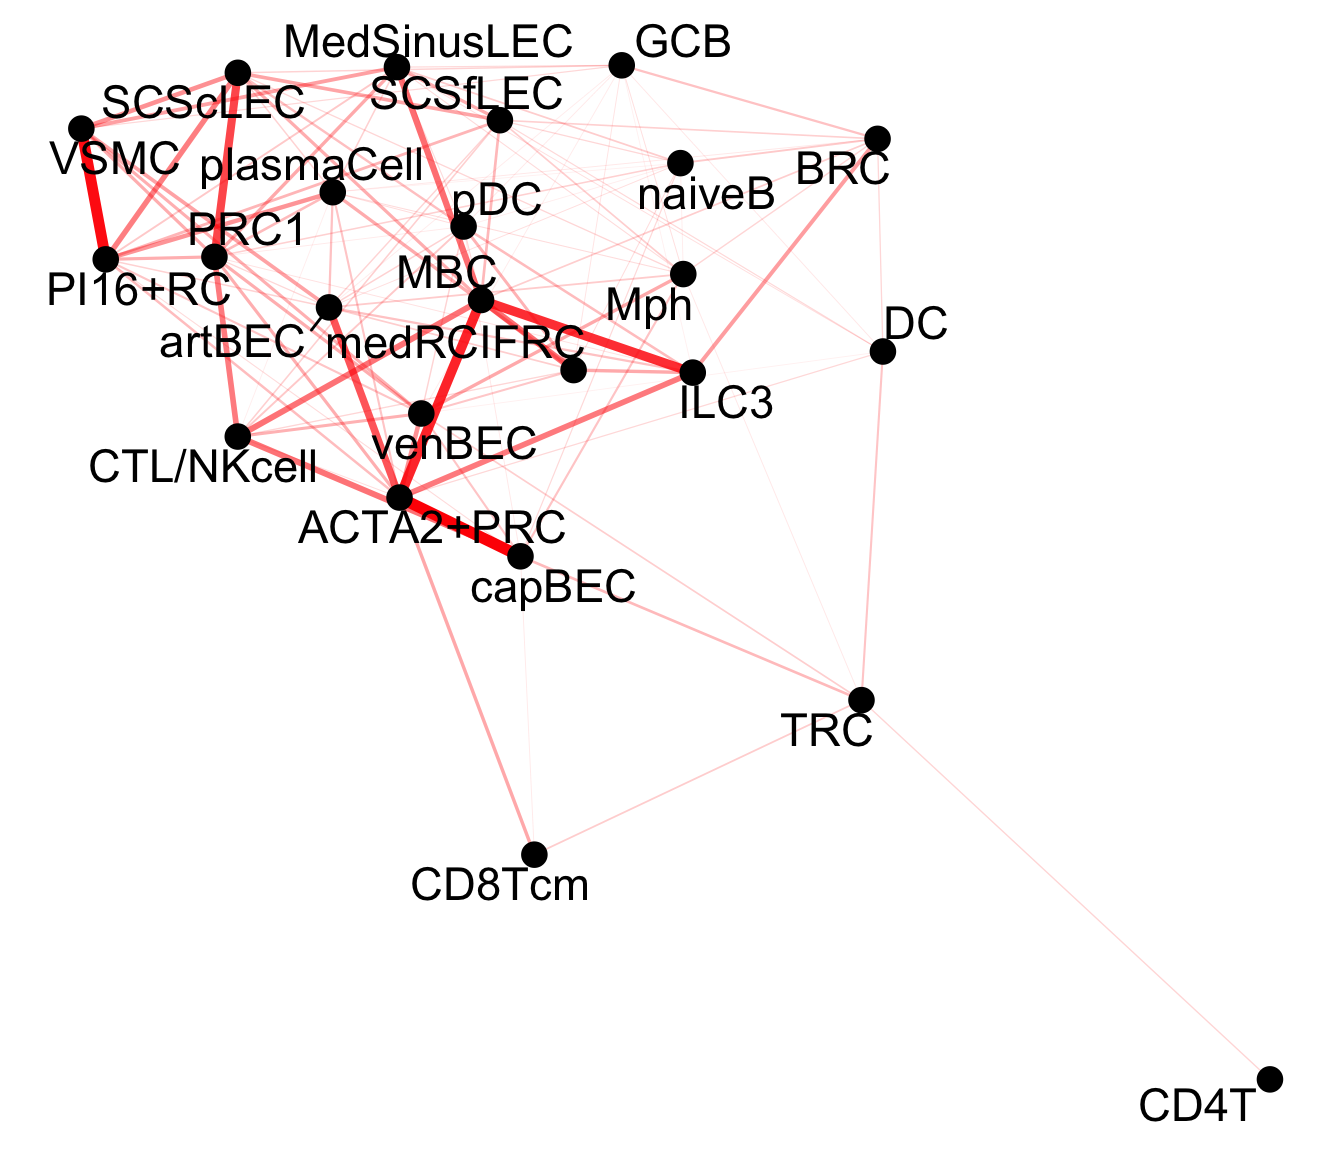 MedSinusLEC
GCB
SCScLEC
SCSfLEC
VSMC
plasmaCell
BRC
naiveB
pDC
PRC1
MBC
PI16+RC
Mph
DC
artBEC
medRCIFRC
ILC3
venBEC
CTL/NKcell
ACTA2+PRC
capBEC
TRC
CD8Tcm
CD4T